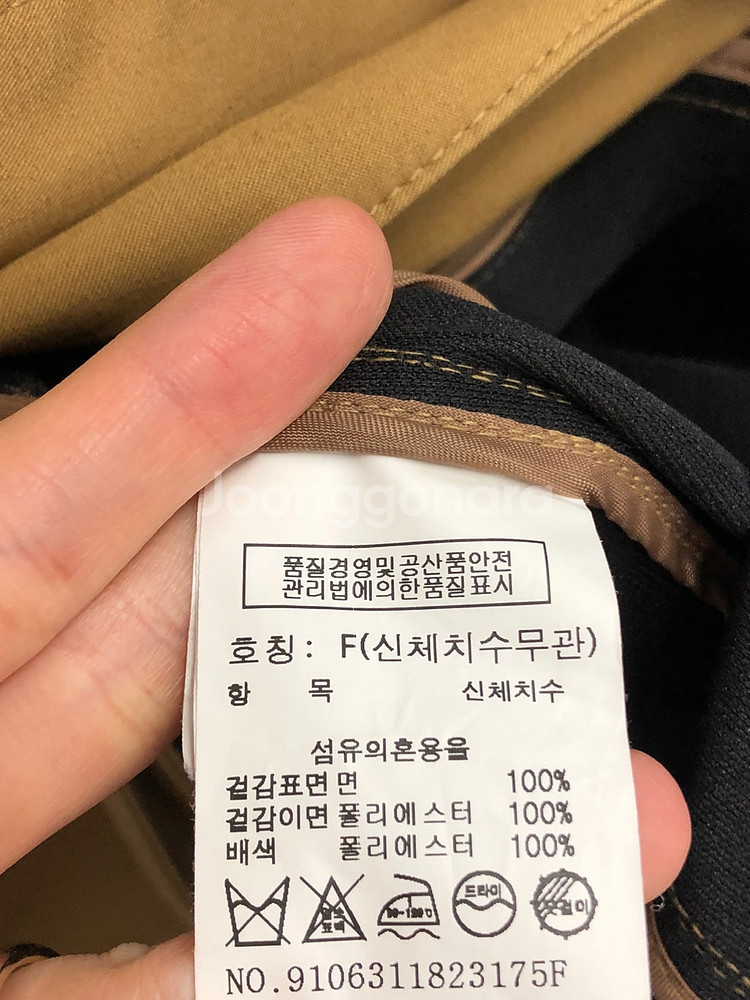 Joonggonara
품질경영및공산품안전
관리법에의한품질표시
호칭: F(신체치수무관)
항 목 신체치수
섬유의혼용율
겉감표면 면 100%
겉감이면 폴리에스터 100%
배색 폴리에스터 100%
드라이
NO.9106311823175F